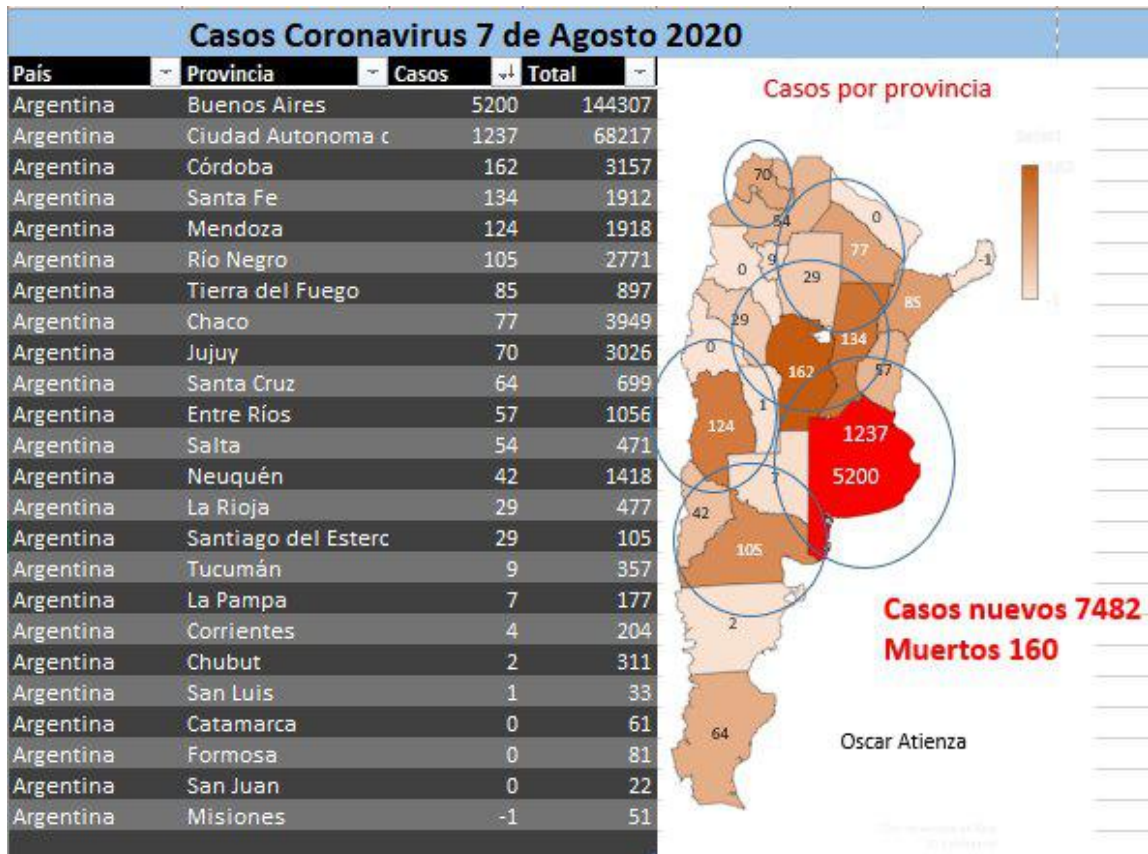 Casos Coronavirus 7 de Agosto 2020
País Provincia Casos Total
Argentina Buenos Aires 5200 144307
Argentina Ciudad Autonoma c 1237 68217
Argentina Córdoba 162 3157
Argentina Santa Fe 134 1912
Argentina Mendoza 124 1918
Argentina Río Negro 105 2771
Argentina Tierra del Fuego 85 897
Argentina Chaco 77 3949
Argentina Jujuy 70 3026
Argentina Santa Cruz 64 699
Argentina Entre Ríos 57 1056
Argentina Salta 54 471
Argentina Neuquén 42 1418
Argentina La Rioja 29 477
Argentina Santiago del Esterc 29 105
Argentina Tucumán 9 357
Argentina La Pampa 7 177
Argentina Corrientes 4 204
Argentina Chubut 2 311
Argentina San Luis 1 33
Argentina Catamarca 0 61
Argentina Formosa 0 81
Argentina San Juan 0 22
Argentina Misiones -1 51
Casos por provincia
70
0
54
77
9
-1
0
29
85
29
134
0
162
57
1
124
1237
7
5200
42
105
2
64
-1
Casos nuevos 7482
Muertos 160
Oscar Atienza